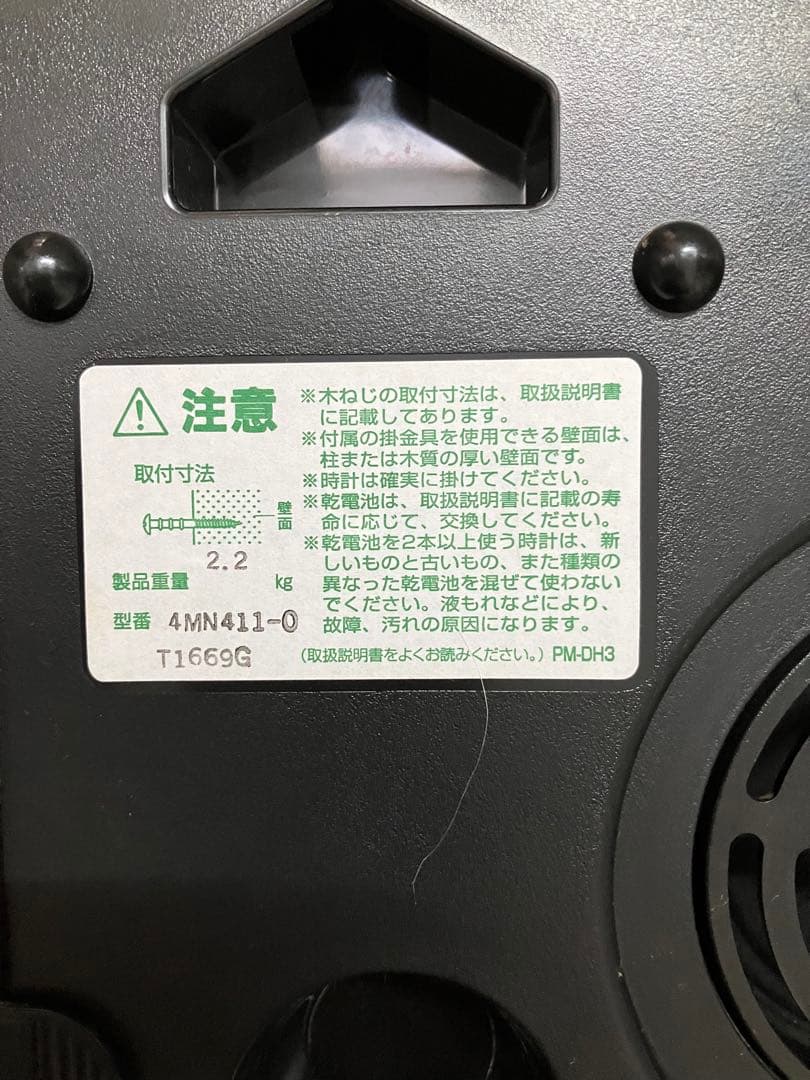 注意
取付寸法
壁面
2.2
製品重量 kg
型番 4MN411-0
T1669G
※木ねじの取付寸法は、取扱説明書
に記載してあります。
※付属の掛金具を使用できる壁面は、
柱または木質の厚い壁面です。
※時計は確実に掛けてください。
※乾電池は、取扱説明書に記載の寿
命に応じて、交換してください。
※乾電池を2本以上使う時計は、新
しいものと古いもの、また種類の
異なった乾電池を混ぜて使わない
でください。液もれなどにより、
故障、汚れの原因になります。
(取扱説明書をよくお読みください。) PM-DH3